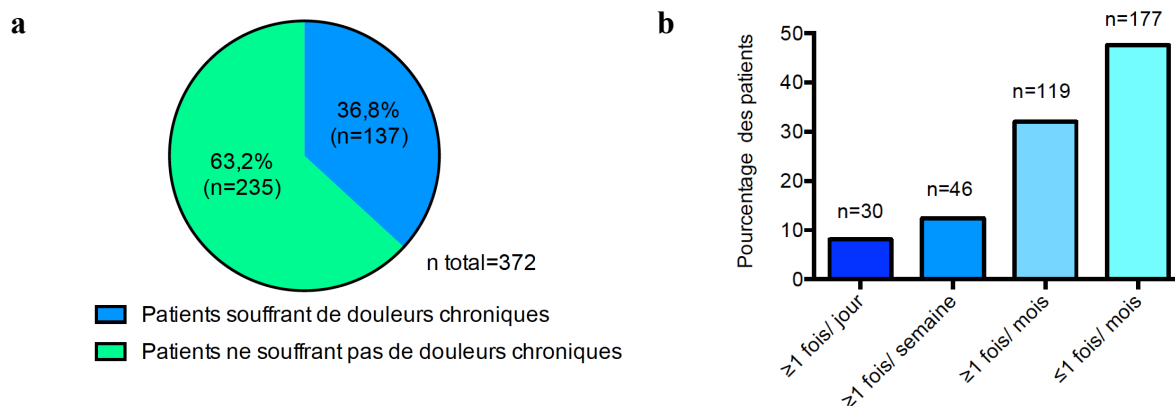 a
36,8%
(n=137)
63,2%
(n=235)
n total=372
Patients souffrant de douleurs chroniques
Patients ne souffrant pas de douleurs chroniques
b
Pourcentage des patients
50
40
30
20
10
0
n=30
n=46
n=119
n=177
≥1 fois/ jour
≥1 fois/ semaine
≥1 fois/ mois
≤1 fois/ mois